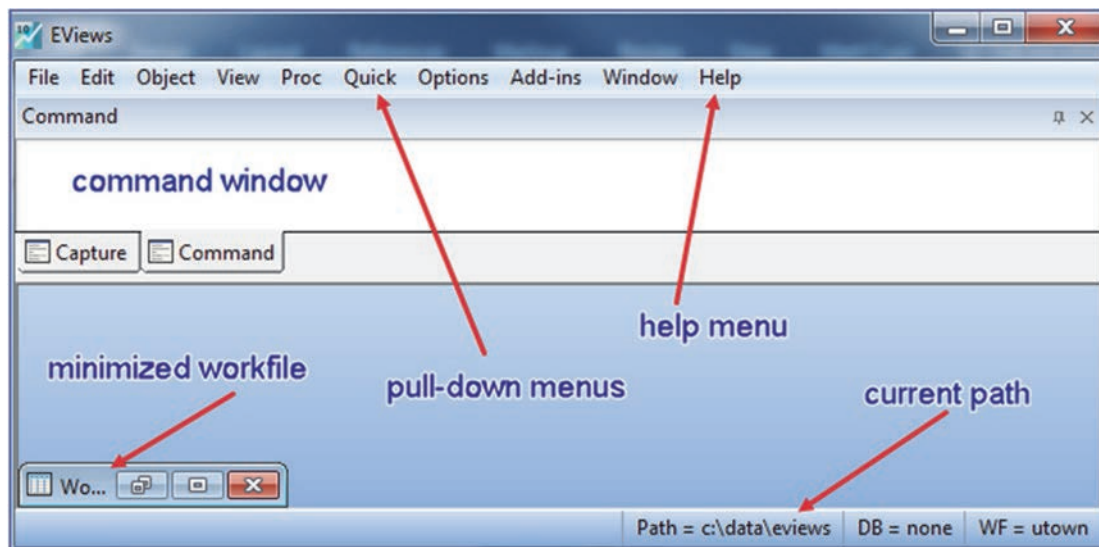 10
EViews
File Edit Object View Proc Quick Options Add-ins Window Help
Command
command window
Capture Command
help menu
minimized workfile
pull-down menus
current path
Wo...
Path = c:\data\eviews DB = none WF = utown